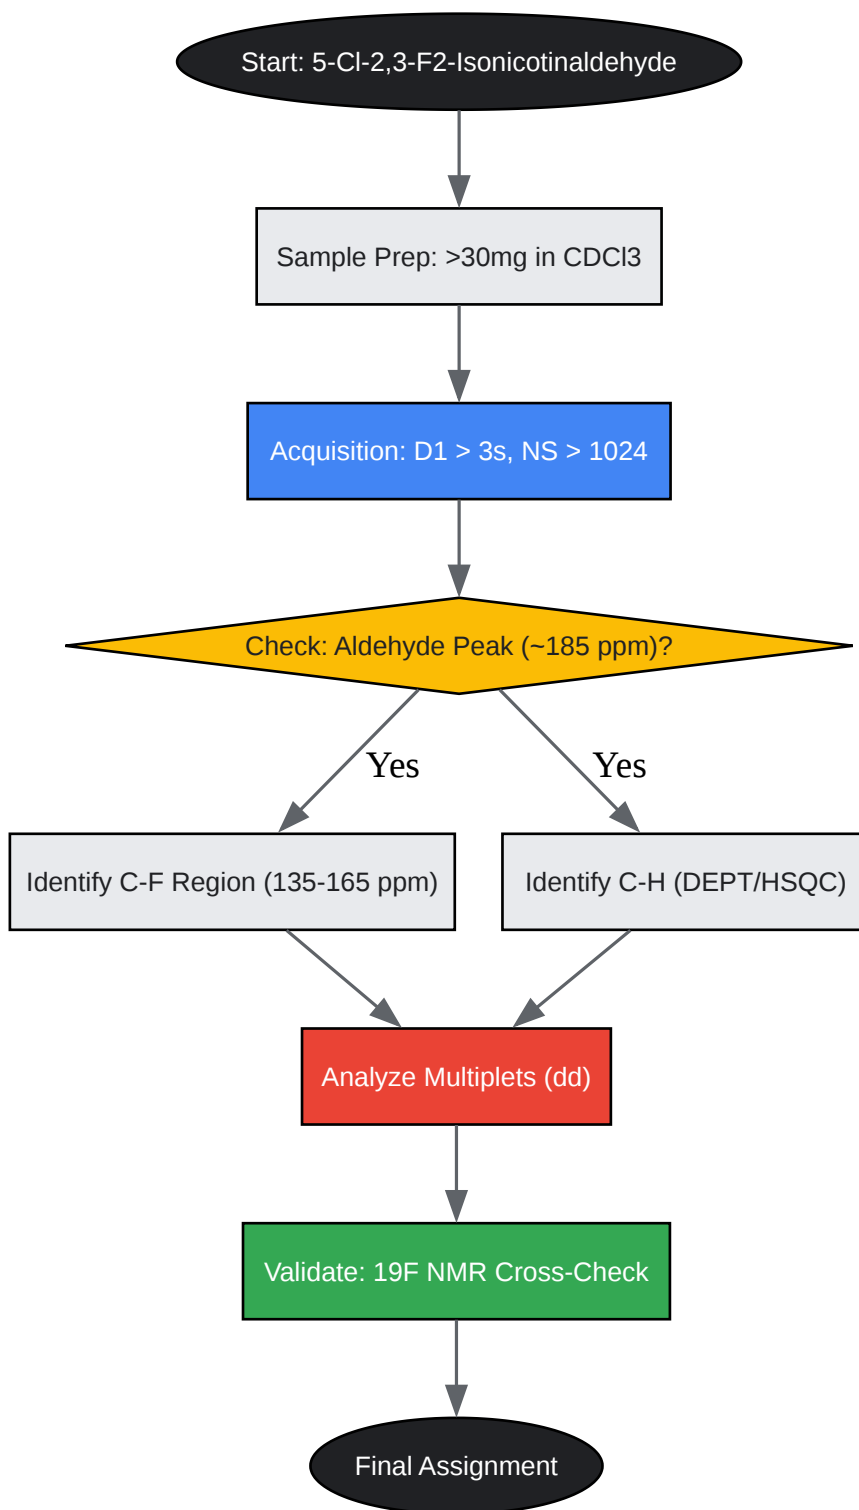 Start: 5-Cl-2,3-F2-Isonicotinaldehyde
Sample Prep: >30mg in CDCl3
Acquisition: D1 > 3s, NS > 1024
Check: Aldehyde Peak (~185 ppm)?
Yes
Yes
Identify C-F Region (135-165 ppm)
Identify C-H (DEPT/HSQC)
Analyze Multiplets (dd)
Validate: 19F NMR Cross-Check
Final Assignment